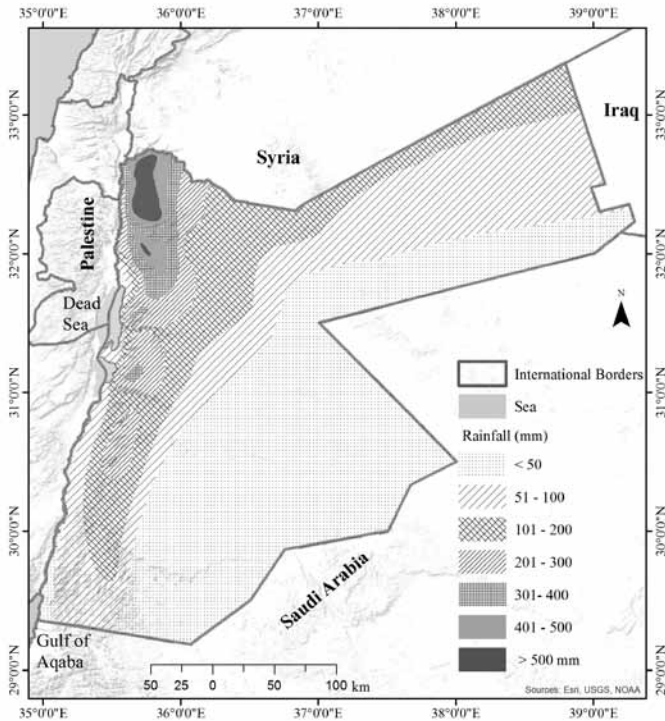 35°0'0"E 36°0'0"E 37°0'0"E 38°0'0"E 39°0'0"E
33°0'0"N
32°0'0"N
31°0'0"N
30°0'0"N
29°0'0"N
Iraq
Syria
Palestine
Dead
Sea
N
International Borders
Sea
Rainfall (mm)
< 50
51 - 100
101 - 200
201 - 300
301- 400
401 - 500
> 500 mm
Saudi Arabia
Gulf of
Aqaba
50 25 0 50 100 km
Sources: Esri, USGS, NOAA
33°0'0"N
32°0'0"N
31°0'0"N
30°0'0"N
29°0'0"N
35°0'0"E 36°0'0"E 37°0'0"E 38°0'0"E 39°0'0"E